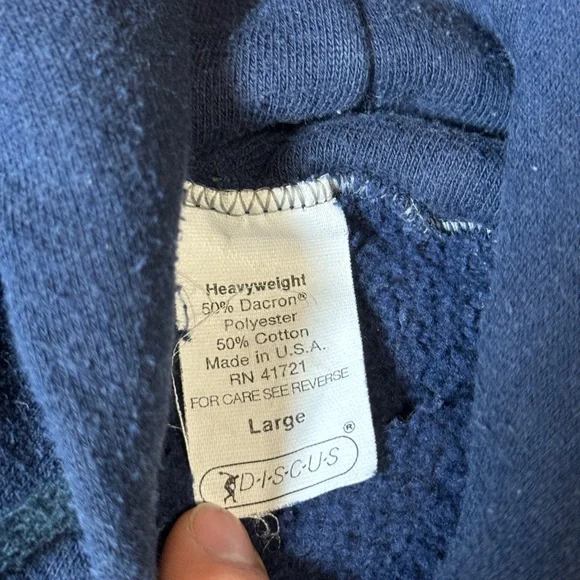 Heavyweight
50% Dacron®
Polyester
50% Cotton
Made in U.S.A.
RN 41721
FOR CARE SEE REVERSE
Large
D·I·S·C·U·S ®